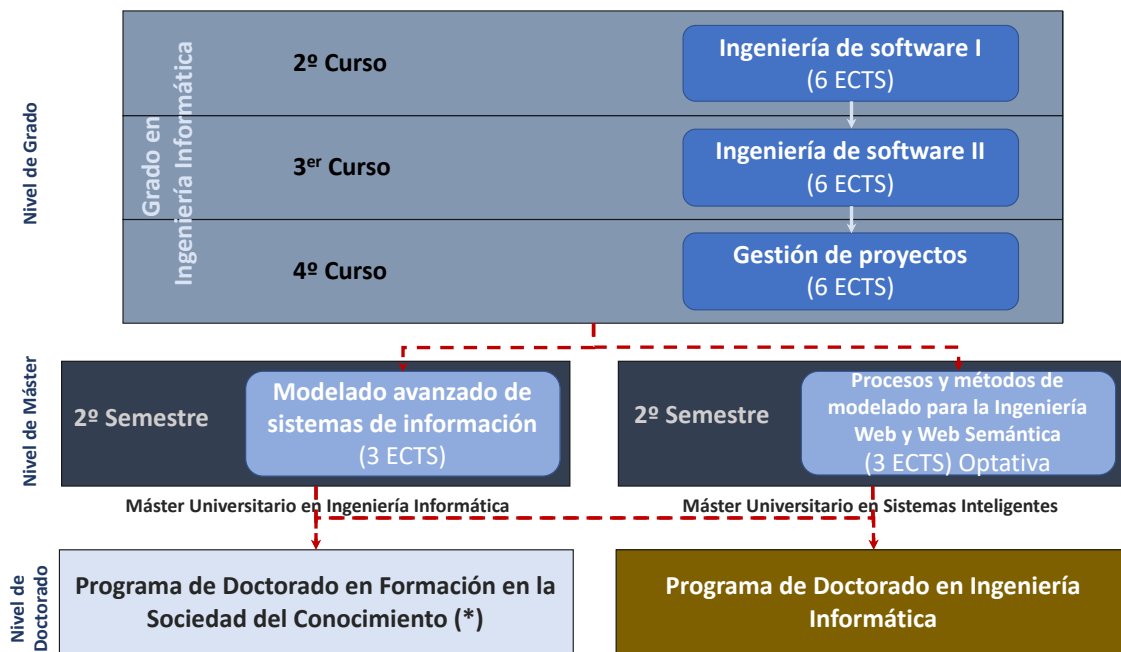 Nivel de Grado
Grado en
Ingeniería Informática
2º Curso
Ingeniería de software I
(6 ECTS)
3er Curso
Ingeniería de software II
(6 ECTS)
4º Curso
Gestión de proyectos
(6 ECTS)
Nivel de Máster
2º Semestre
Modelado avanzado de
sistemas de información
(3 ECTS)
Máster Universitario en Ingeniería Informática
2º Semestre
Procesos y métodos de
modelado para la Ingeniería
Web y Web Semántica
(3 ECTS) Optativa
Máster Universitario en Sistemas Inteligentes
Nivel de
Doctorado
Programa de Doctorado en Formación en la
Sociedad del Conocimiento (*)
Programa de Doctorado en Ingeniería
Informática